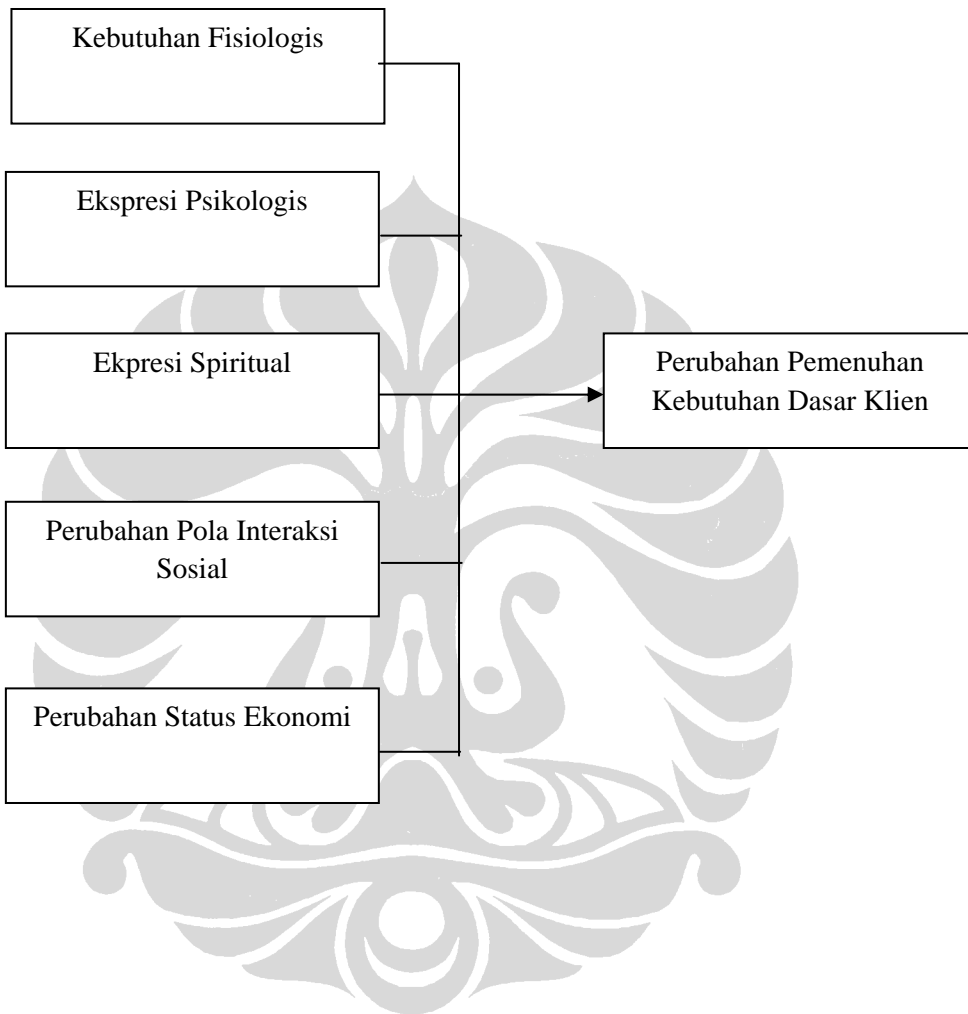 Kebutuhan Fisiologis
Ekspresi Psikologis
Ekpresi Spiritual
Perubahan Pemenuhan
Kebutuhan Dasar Klien
Perubahan Pola Interaksi
Sosial
Perubahan Status Ekonomi